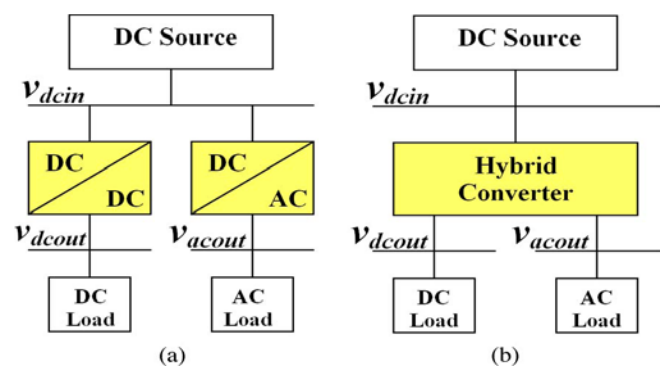 DC Source
v_dcin
DC
DC
DC
AC
v_dcout
v_acout
DC
Load
AC
Load
(a)
DC Source
v_dcin
Hybrid
Converter
v_dcout
v_acout
DC
Load
AC
Load
(b)